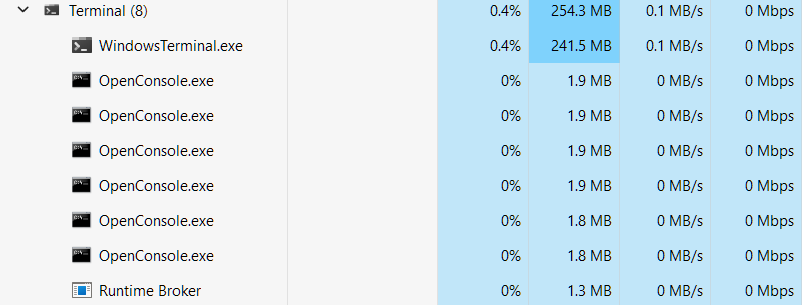 Terminal (8) 0.4% 254.3 MB 0.1 MB/s 0 Mbps
WindowsTerminal.exe 0.4% 241.5 MB 0.1 MB/s 0 Mbps
OpenConsole.exe 0% 1.9 MB 0 MB/s 0 Mbps
OpenConsole.exe 0% 1.9 MB 0 MB/s 0 Mbps
OpenConsole.exe 0% 1.9 MB 0 MB/s 0 Mbps
OpenConsole.exe 0% 1.9 MB 0 MB/s 0 Mbps
OpenConsole.exe 0% 1.8 MB 0 MB/s 0 Mbps
OpenConsole.exe 0% 1.8 MB 0 MB/s 0 Mbps
Runtime Broker 0% 1.3 MB 0 MB/s 0 Mbps